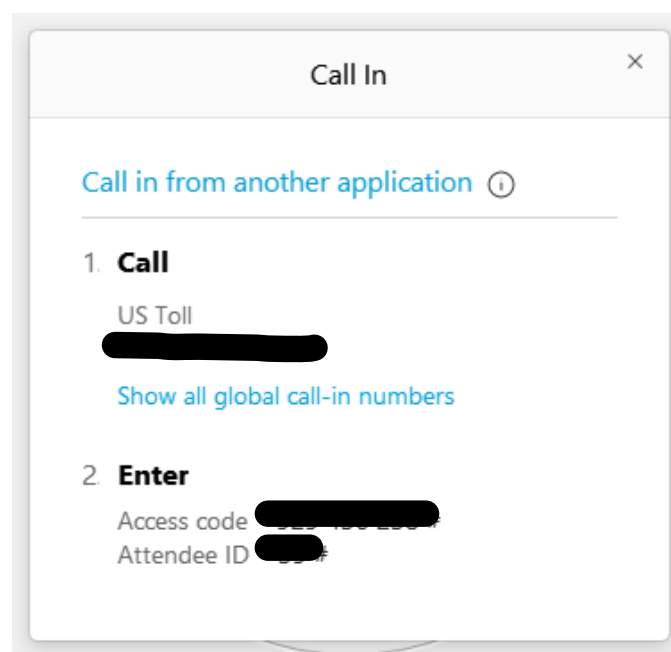 Call In
Call in from another application
1. Call
US Toll
Show all global call-in numbers
2. Enter
Access code #
Attendee ID #